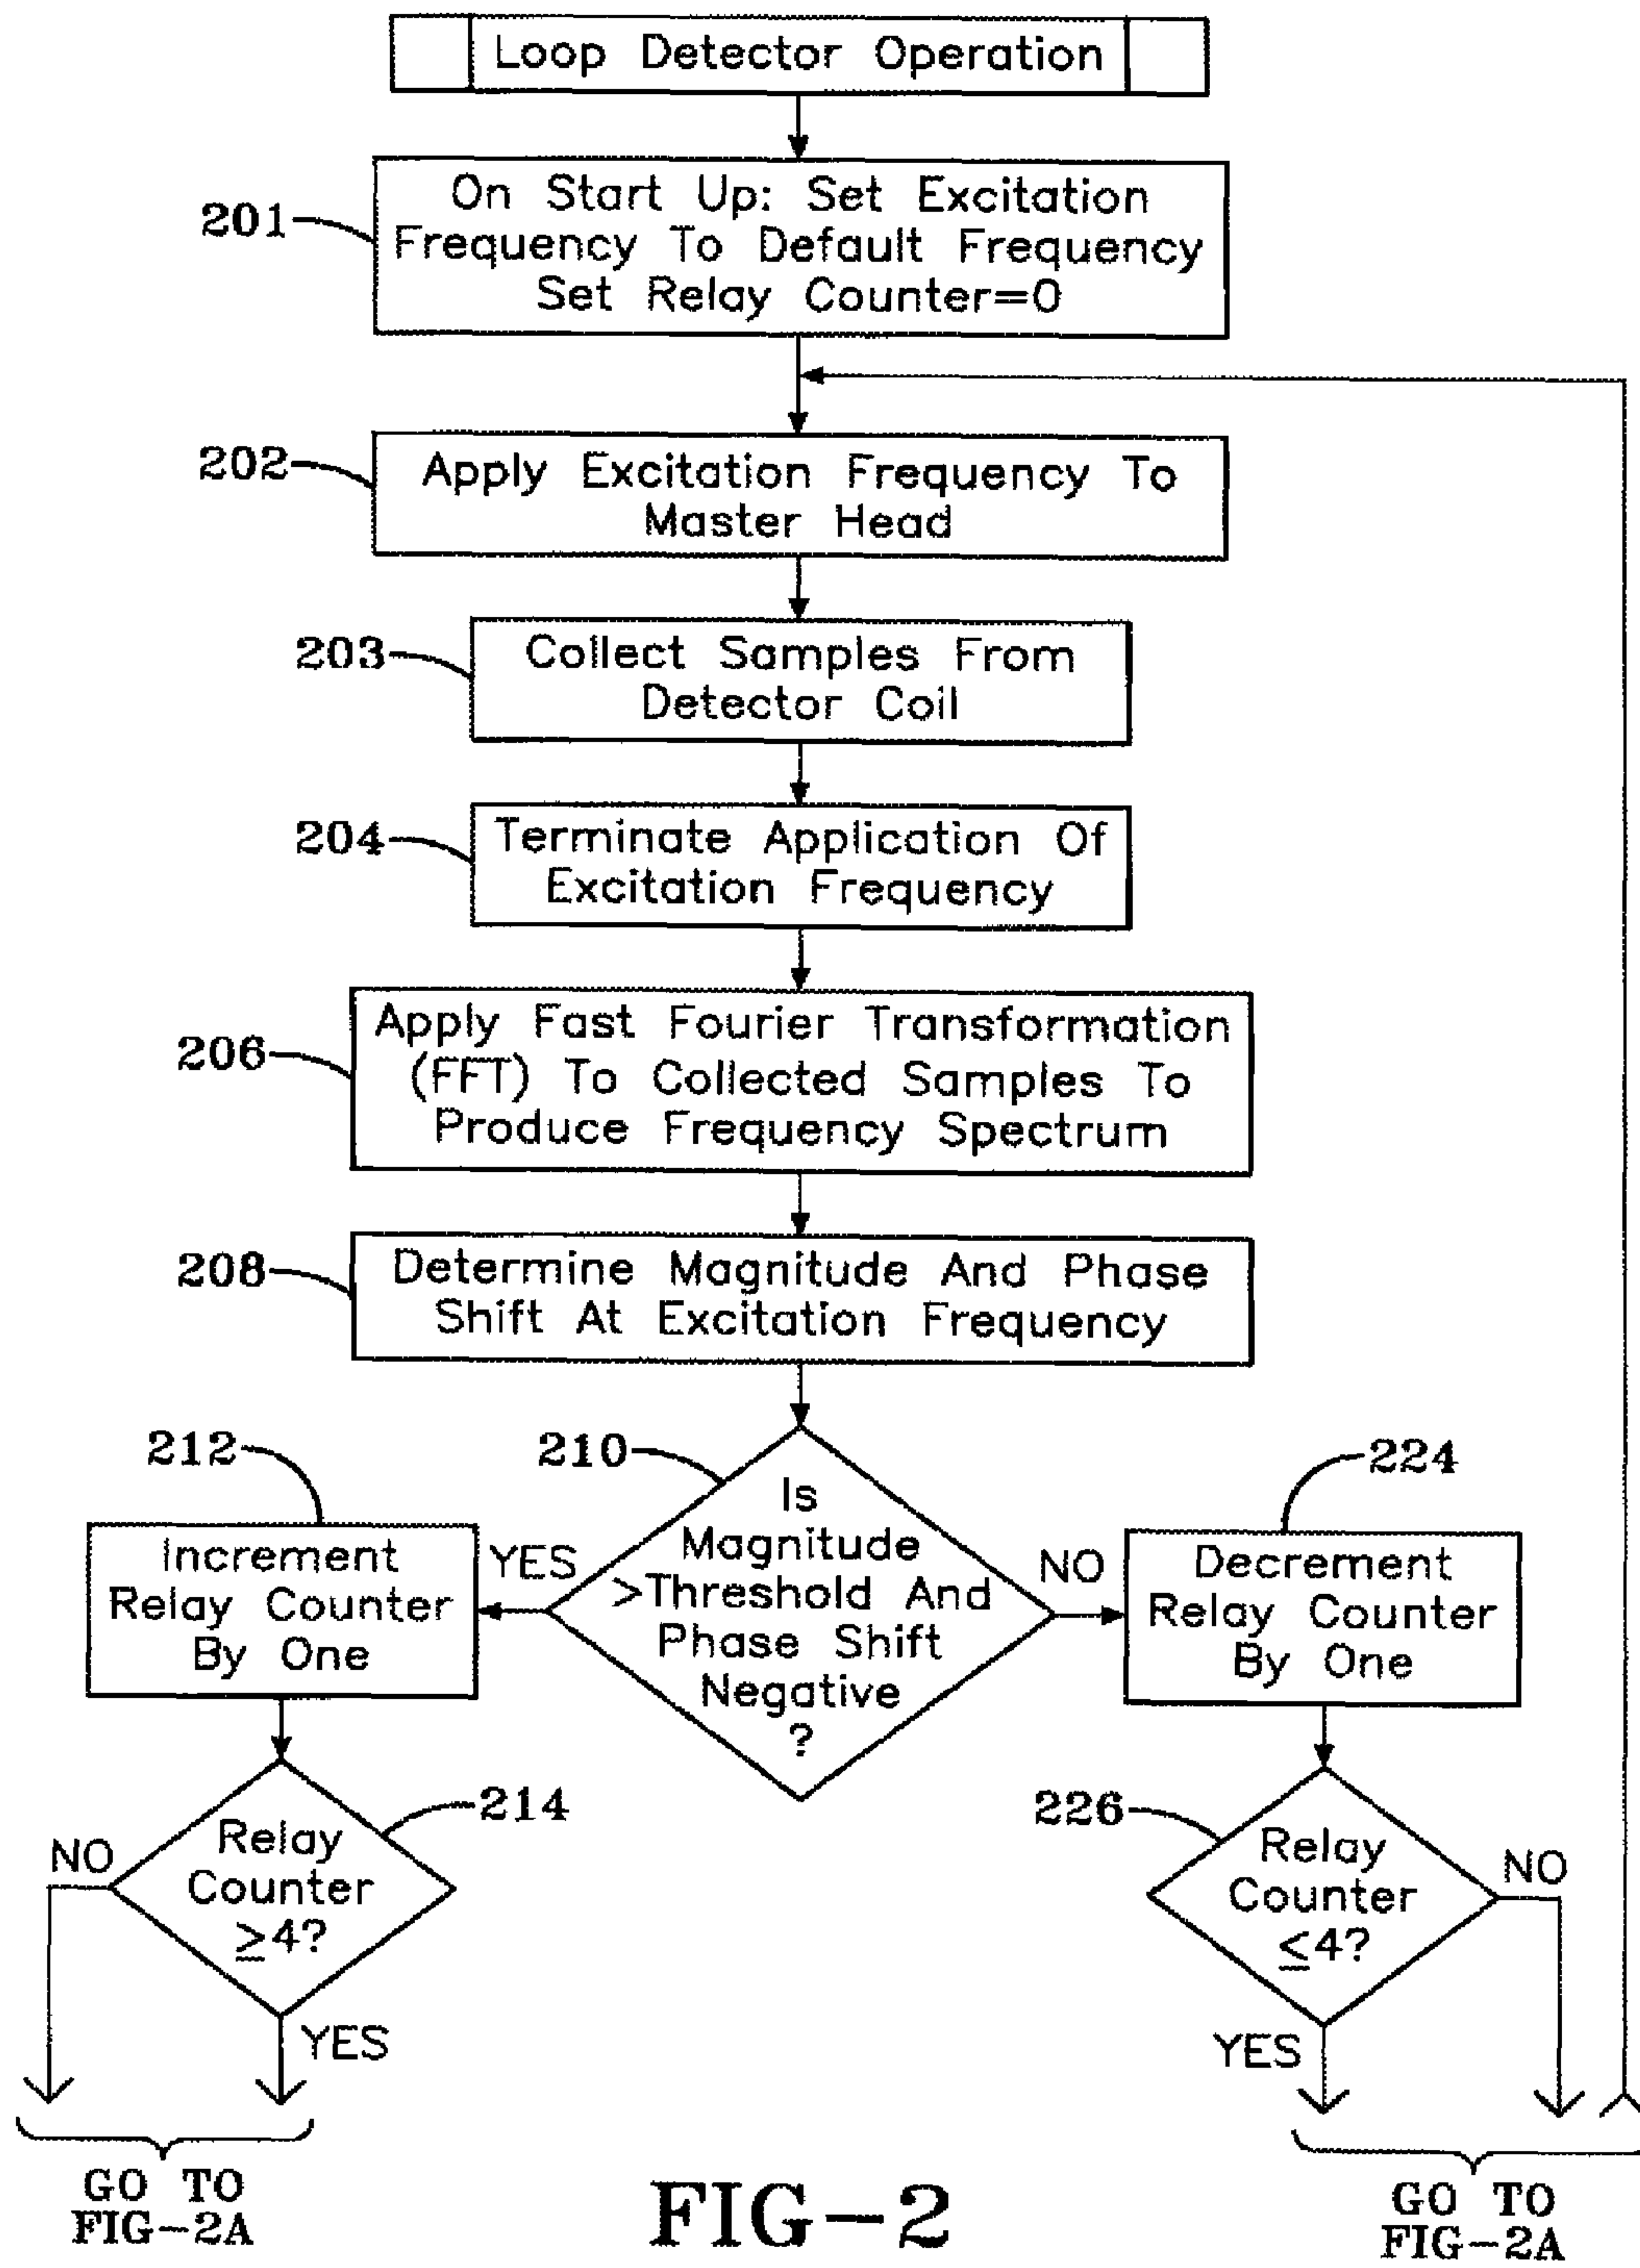 Loop Detector Operation
201
On Start Up: Set Excitation
Frequency To Default Frequency
Set Relay Counter=0
202
Apply Excitation Frequency To
Master Head
203
Collect Samples From
Detector Coil
204
Terminate Application Of
Excitation Frequency
206
Apply Fast Fourier Transformation
(FFT) To Collected Samples To
Produce Frequency Spectrum
208
Determine Magnitude And Phase
Shift At Excitation Frequency
212
Increment
Relay Counter
By One
YES
210
Is
Magnitude
>Threshold And
Phase Shift
Negative
?
NO
224
Decrement
Relay Counter
By One
214
Relay
Counter
≥4?
NO
YES
226
Relay
Counter
≤4?
NO
YES
GO TO
FIG-2A
FIG-2
GO TO
FIG-2A